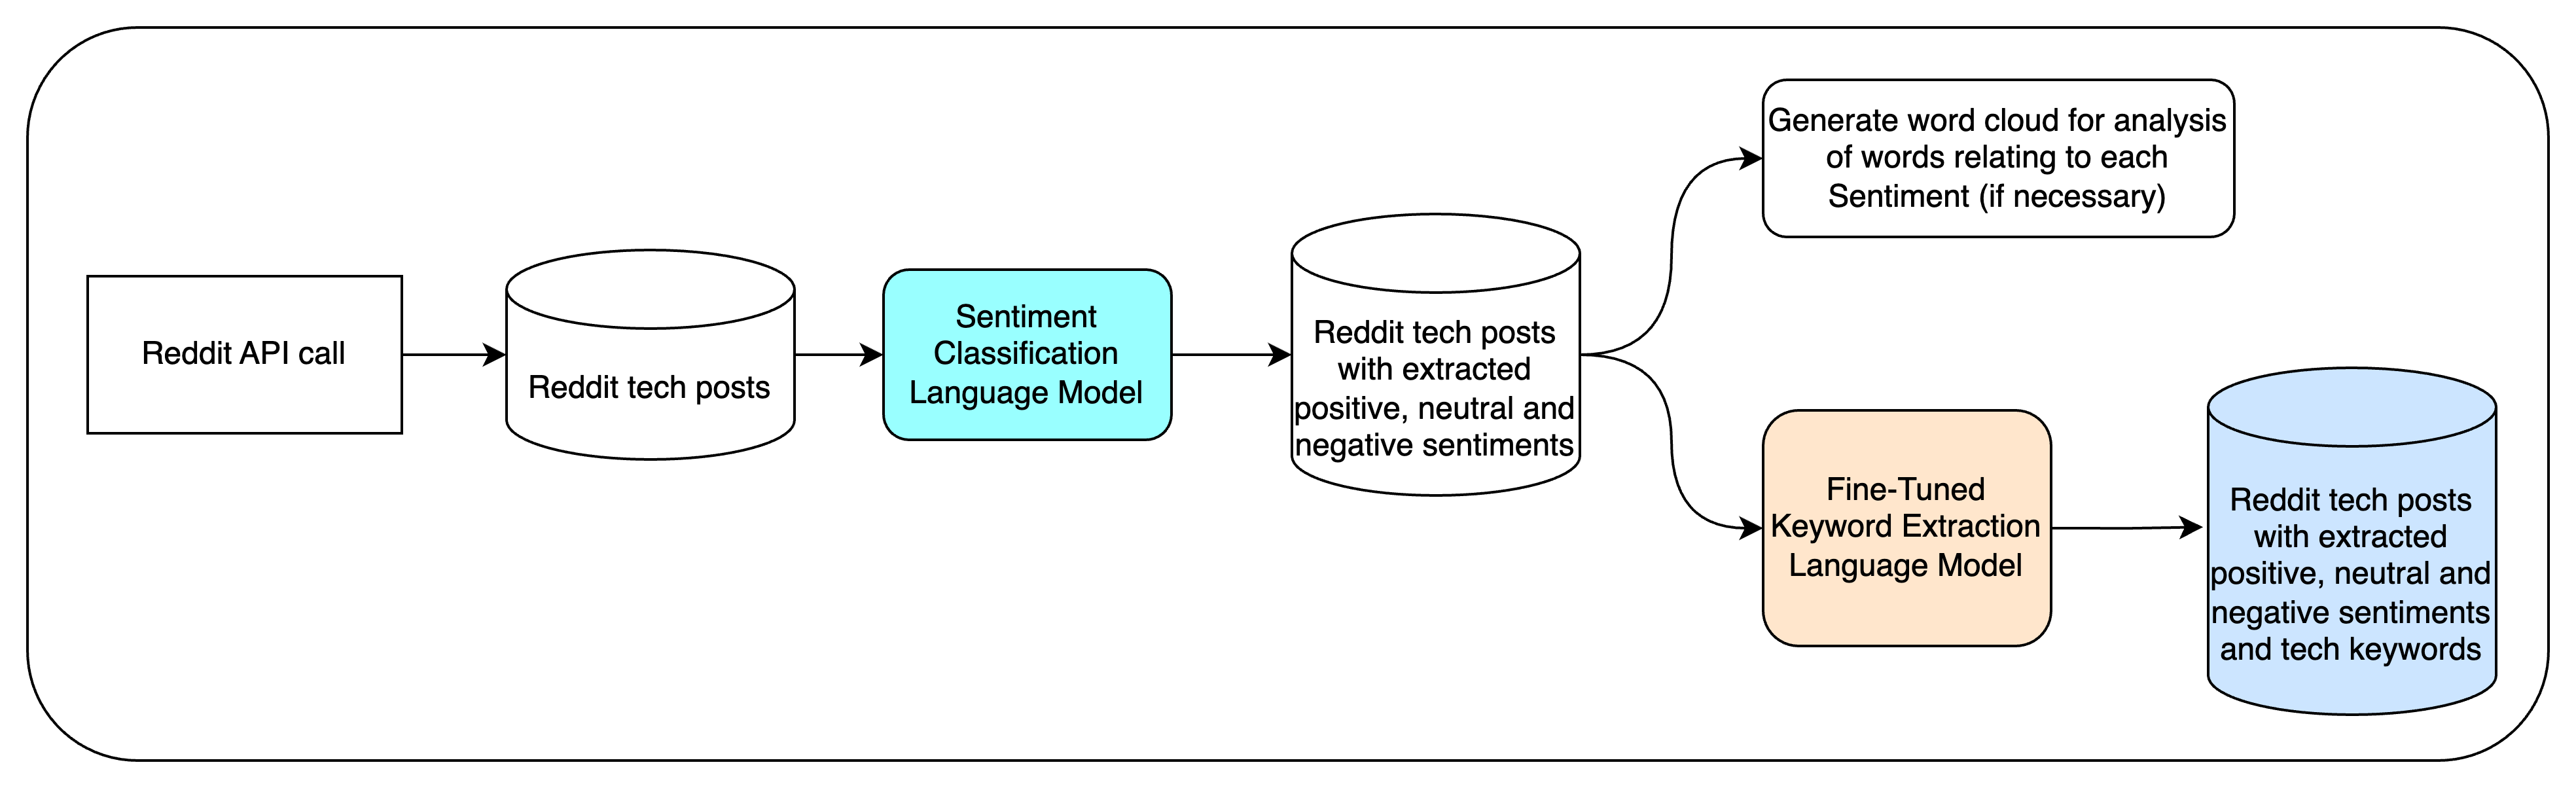 Reddit API call
Reddit tech posts
Sentiment
Classification
Language Model
Reddit tech posts
with extracted
positive, neutral and
negative sentiments
Generate word cloud for analysis
of words relating to each
Sentiment (if necessary)
Fine-Tuned
Keyword Extraction
Language Model
Reddit tech posts
with extracted
positive, neutral and
negative sentiments
and tech keywords